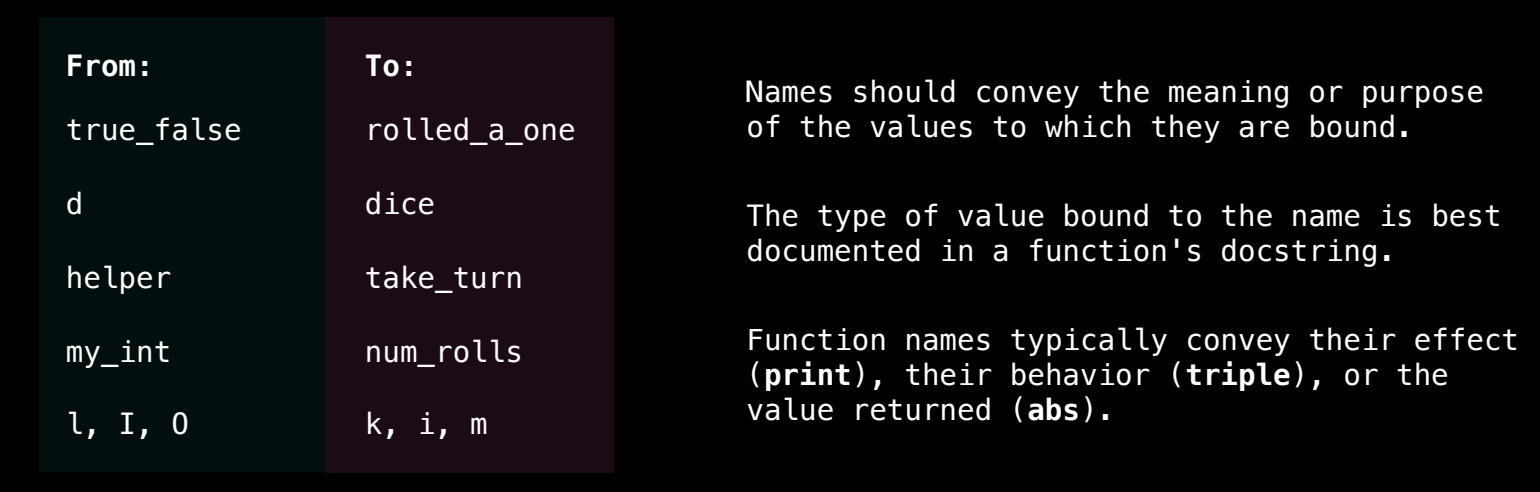 From: To:
true_false rolled_a_one
d dice
helper take_turn
my_int num_rolls
l, I, O k, i, m
Names should convey the meaning or purpose
of the values to which they are bound.
The type of value bound to the name is best
documented in a function's docstring.
Function names typically convey their effect
(print), their behavior (triple), or the
value returned (abs).